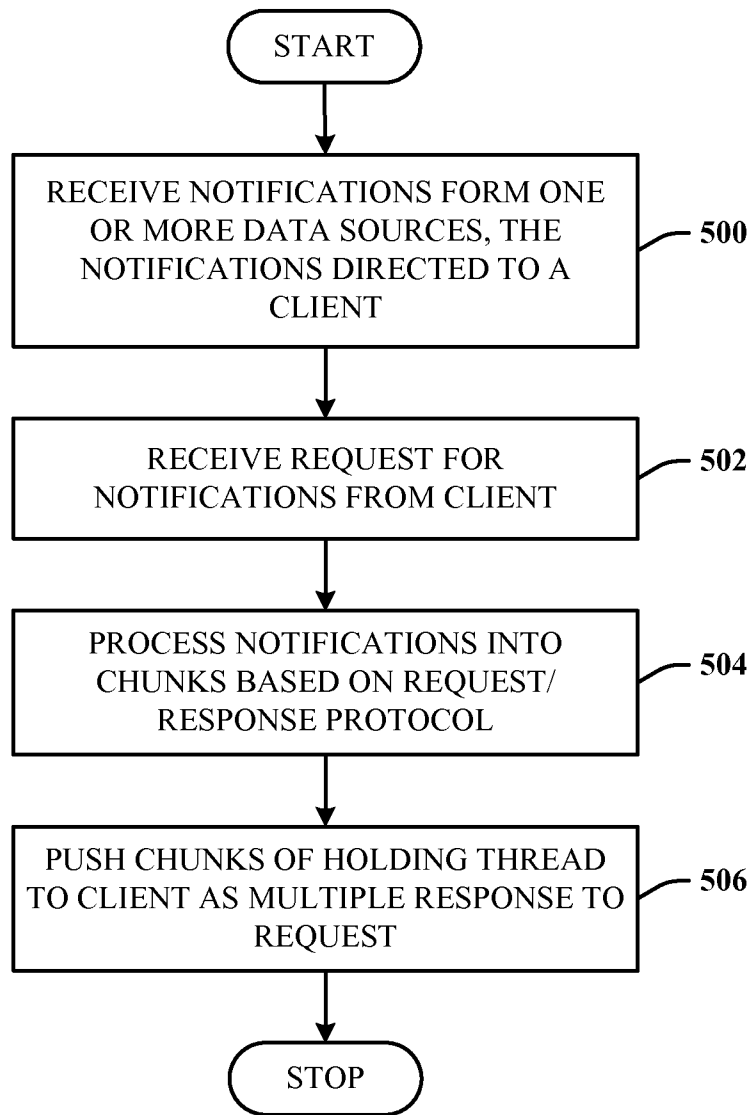 START
RECEIVE NOTIFICATIONS FORM ONE
OR MORE DATA SOURCES, THE
NOTIFICATIONS DIRECTED TO A
CLIENT
500
RECEIVE REQUEST FOR
NOTIFICATIONS FROM CLIENT
502
PROCESS NOTIFICATIONS INTO
CHUNKS BASED ON REQUEST/
RESPONSE PROTOCOL
504
PUSH CHUNKS OF HOLDING THREAD
TO CLIENT AS MULTIPLE RESPONSE TO
REQUEST
506
STOP